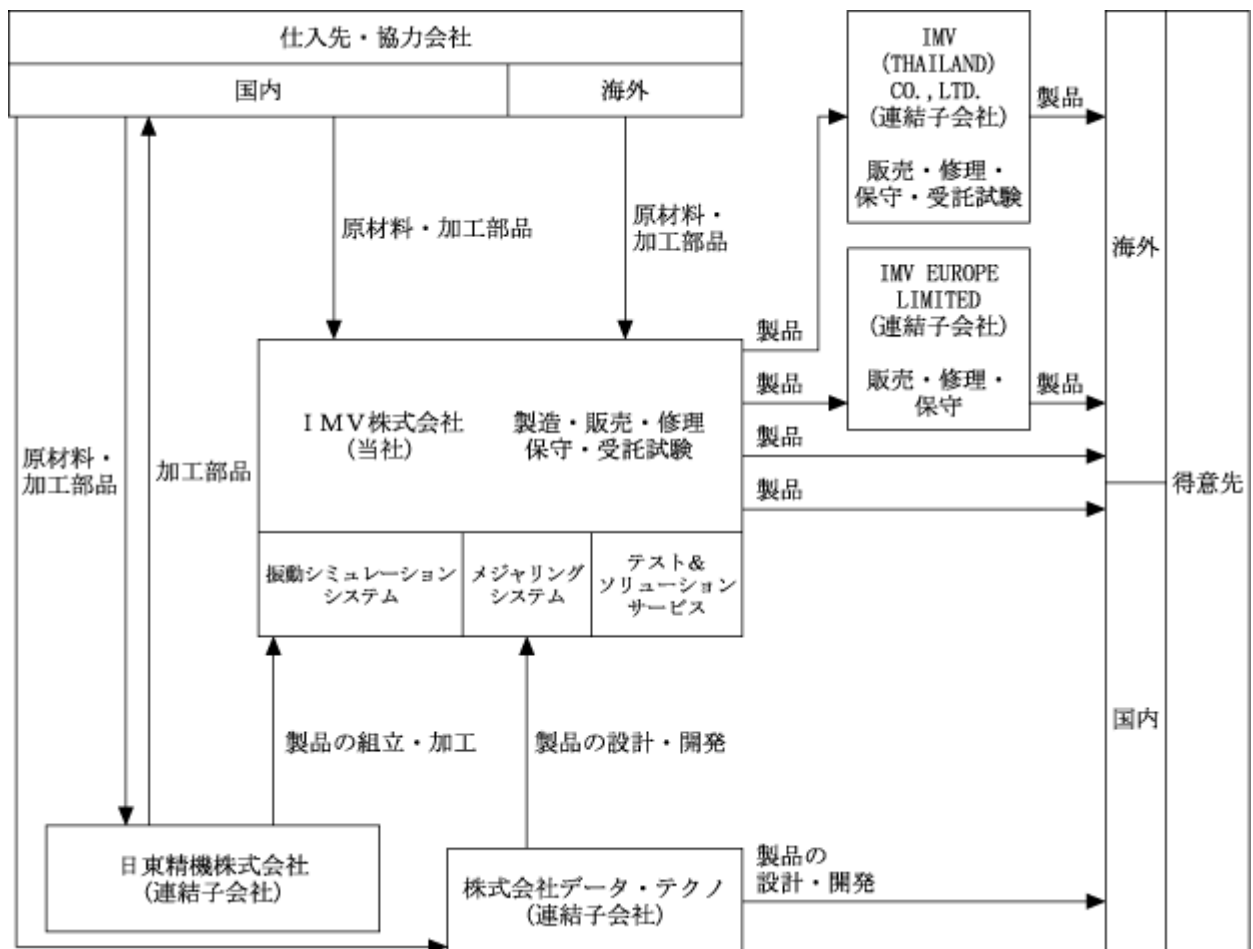 仕入先・協力会社
国内
海外
IMV
(THAILAND)
CO.,LTD.
(連結子会社)
販売・修理・
保守・受託試験
製品
原材料・加工部品
原材料・
加工部品
海外
IMV EUROPE
LIMITED
(連結子会社)
販売・修理・
保守
製品
製品
製品
製品
製品
ＩＭＶ株式会社
(当社)
製造・販売・修理
保守・受託試験
得意先
原材料・
加工部品
加工部品
振動シミュレーション
システム
メジャリング
システム
テスト&
ソリューション
サービス
国内
製品の組立・加工
製品の設計・開発
日東精機株式会社
(連結子会社)
株式会社データ・テクノ
(連結子会社)
製品の
設計・開発